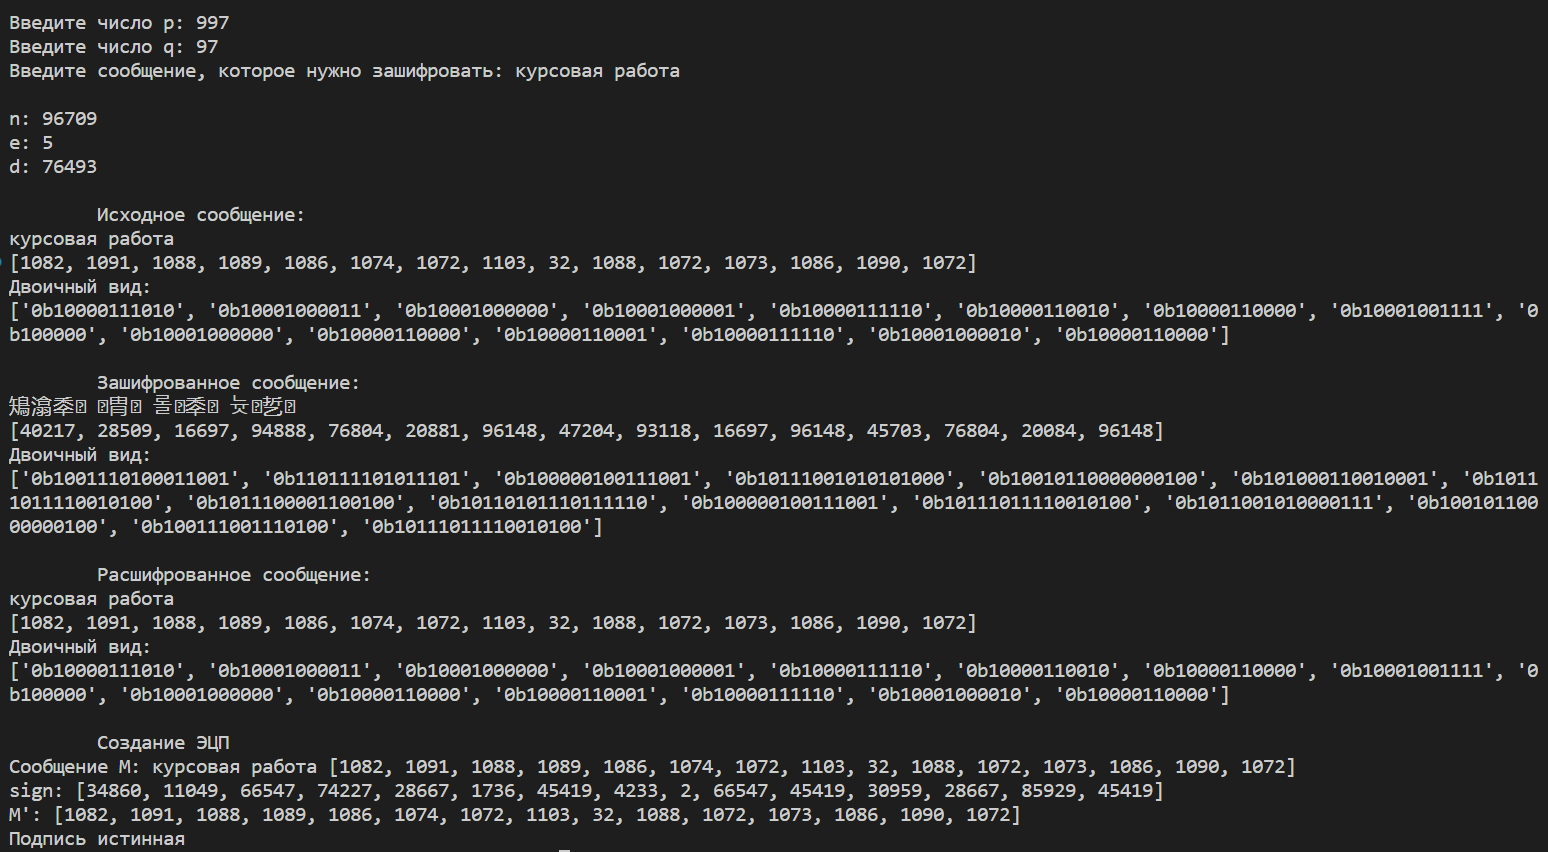 Введите число p: 997
Введите число q: 97
Введите сообщение, которое нужно зашифровать: курсовая работа
n: 96709
e: 5
d: 76493
Исходное сообщение:
курсовая работа
[1082, 1091, 1088, 1089, 1086, 1074, 1072, 1103, 32, 1088, 1072, 1073, 1086, 1090, 1072]
Двоичный вид:
['0b10000111010', '0b10001000011', '0b10001000000', '0b10001000001', '0b10000111110', '0b10000110010', '0b10000110000', '0b10001001111', '0
b100000', '0b10001000000', '0b10000110000', '0b10000110001', '0b10000111110', '0b10001000010', '0b10000110000']
Зашифрованное сообщение:
[40217, 28509, 16697, 94888, 76804, 20881, 96148, 47204, 93118, 16697, 96148, 45703, 76804, 20084, 96148]
Двоичный вид:
['0b1001110100011001', '0b110111101011101', '0b100000100111001', '0b10111001010101000', '0b10010110000000100', '0b101000110010001', '0b1011
1011110010100', '0b1011100001100100', '0b10110101110111110', '0b100000100111001', '0b10111011110010100', '0b1011001010000111', '0b100101100
00000100', '0b100111001110100', '0b10111011110010100']
Расшифрованное сообщение:
курсовая работа
[1082, 1091, 1088, 1089, 1086, 1074, 1072, 1103, 32, 1088, 1072, 1073, 1086, 1090, 1072]
Двоичный вид:
['0b10000111010', '0b10001000011', '0b10001000000', '0b10001000001', '0b10000111110', '0b10000110010', '0b10000110000', '0b10001001111', '0
b100000', '0b10001000000', '0b10000110000', '0b10000110001', '0b10000111110', '0b10001000010', '0b10000110000']
Создание ЭЦП
Сообщение M: курсовая работа [1082, 1091, 1088, 1089, 1086, 1074, 1072, 1103, 32, 1088, 1072, 1073, 1086, 1090, 1072]
sign: [34860, 11049, 66547, 74227, 28667, 1736, 45419, 4233, 2, 66547, 45419, 30959, 28667, 85929, 45419]
M': [1082, 1091, 1088, 1089, 1086, 1074, 1072, 1103, 32, 1088, 1072, 1073, 1086, 1090, 1072]
Подпись истинная